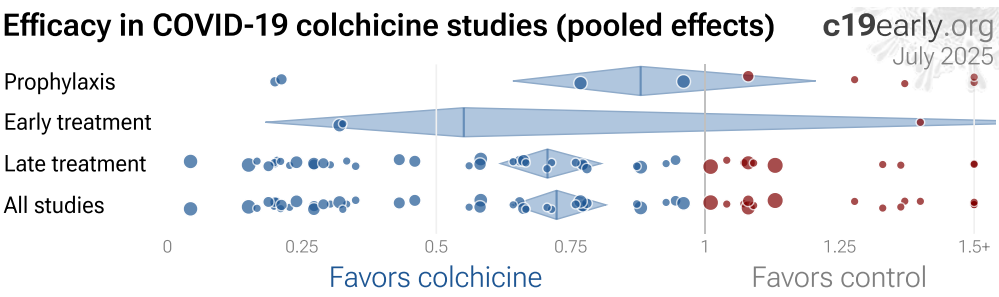 Efficacy in COVID-19 colchicine studies (pooled effects)
c19early.org
July 2025
Prophylaxis
Early treatment
Late treatment
All studies
0 0.25 0.5 0.75 1 1.25 1.5+
Favors colchicine Favors control